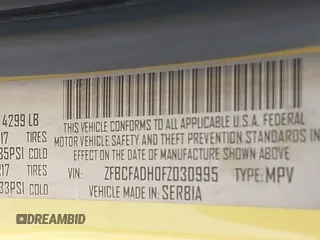 4299 LB
THIS VEHICLE CONFORMS TO ALL APPLICABLE U.S.A. FEDERAL
17 TIRES MOTOR VEHICLE SAFETY AND THEFT PREVENTION STANDARDS IN
35PSI COLD EFFECT ON THE DATE OF MANUFACTURE SHOWN ABOVE
17 TIRES VIN: ZFBCFADH0FZ030995 TYPE: MPV
33PSI COLD VEHICLE MADE IN: SERBIA
DREAMBID